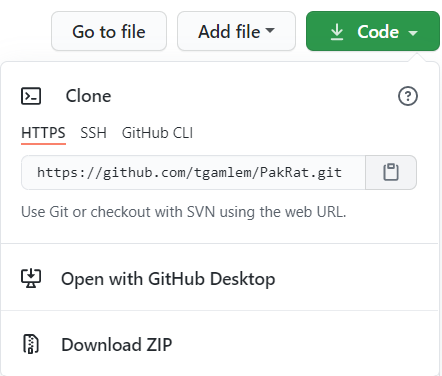 Go to file
Add file
Code
Clone
HTTPS SSH GitHub CLI
https://github.com/tgamlem/PakRat.git
Use Git or checkout with SVN using the web URL.
Open with GitHub Desktop
Download ZIP